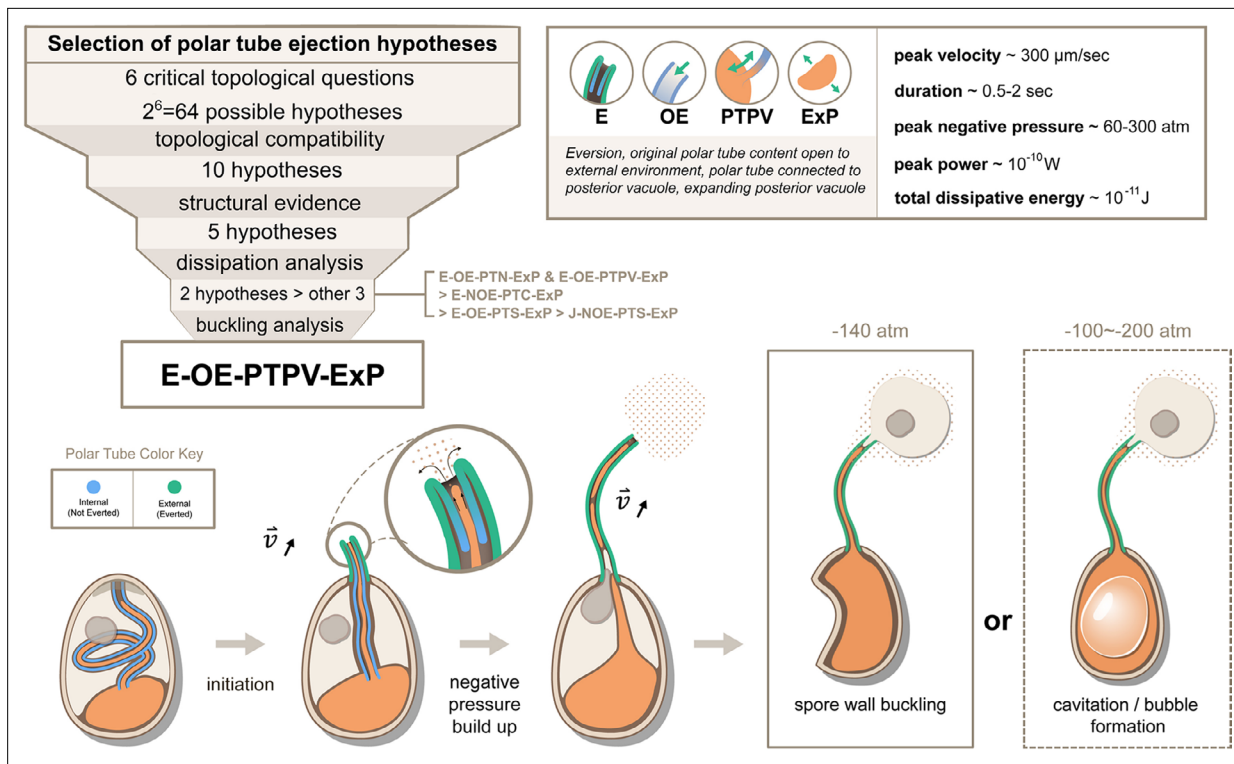 Selection of polar tube ejection hypotheses
6 critical topological questions
2⁶=64 possible hypotheses
topological compatibility
10 hypotheses
structural evidence
5 hypotheses
dissipation analysis
2 hypotheses > other 3
buckling analysis
E-OE-PTPV-ExP
E-OE-PTN-ExP & E-OE-PTPV-ExP
> E-NOE-PTC-ExP
> E-OE-PTS-ExP > J-NOE-PTS-ExP
E
OE
PTPV
ExP
Eversion, original polar tube content open to
external environment, polar tube connected to
posterior vacuole, expanding posterior vacuole
peak velocity ~ 300 µm/sec
duration ~ 0.5-2 sec
peak negative pressure ~ 60-300 atm
peak power ~ 10⁻¹⁰W
total dissipative energy ~ 10⁻¹¹J
Polar Tube Color Key
Internal
(Not Everted)
External
(Everted)
v⃗
v⃗
initiation
negative
pressure
build up
-140 atm
spore wall buckling
or
-100~-200 atm
cavitation / bubble
formation